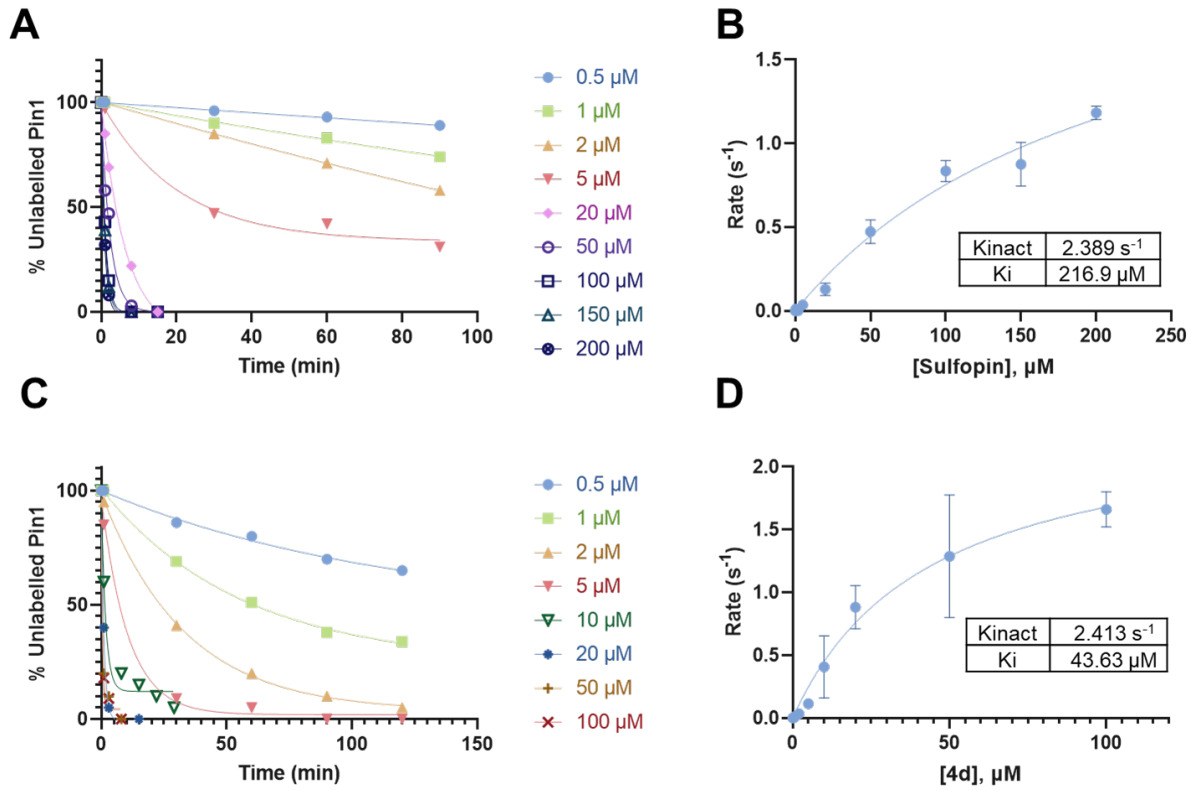 A
% Unlabelled Pin1
100
50
0
0 20 40 60 80 100
Time (min)
0.5 µM
1 µM
2 µM
5 µM
20 µM
50 µM
100 µM
150 µM
200 µM
B
Rate (s-1)
1.5
1.0
0.5
0.0
0 50 100 150 200 250
[Sulfopin], µM
Kinact 2.389 s-1
Ki 216.9 µM
C
% Unlabelled Pin1
100
50
0
0 50 100 150
Time (min)
0.5 µM
1 µM
2 µM
5 µM
10 µM
20 µM
50 µM
100 µM
D
Rate (s-1)
2.0
1.5
1.0
0.5
0.0
0 50 100
[4d], µM
Kinact 2.413 s-1
Ki 43.63 µM